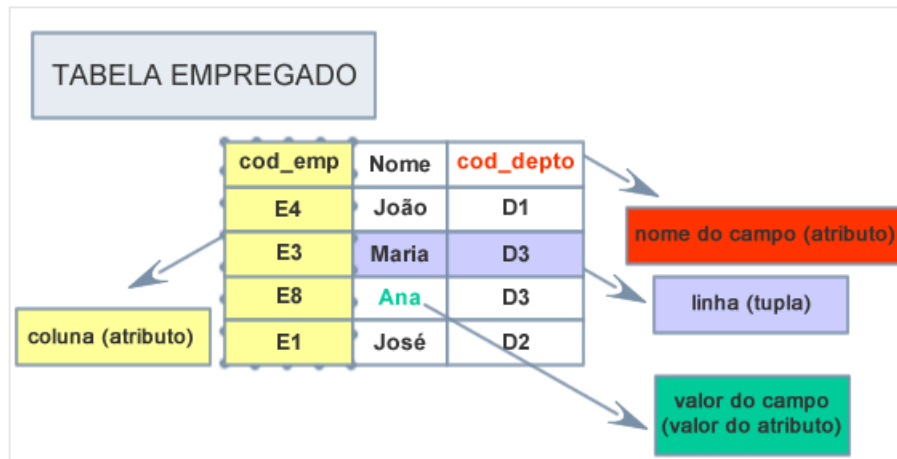 TABELA EMPREGADO
cod_emp Nome cod_depto
E4 João D1
E3 Maria D3
E8 Ana D3
E1 José D2
nome do campo (atributo)
linha (tupla)
coluna (atributo)
valor do campo
(valor do atributo)